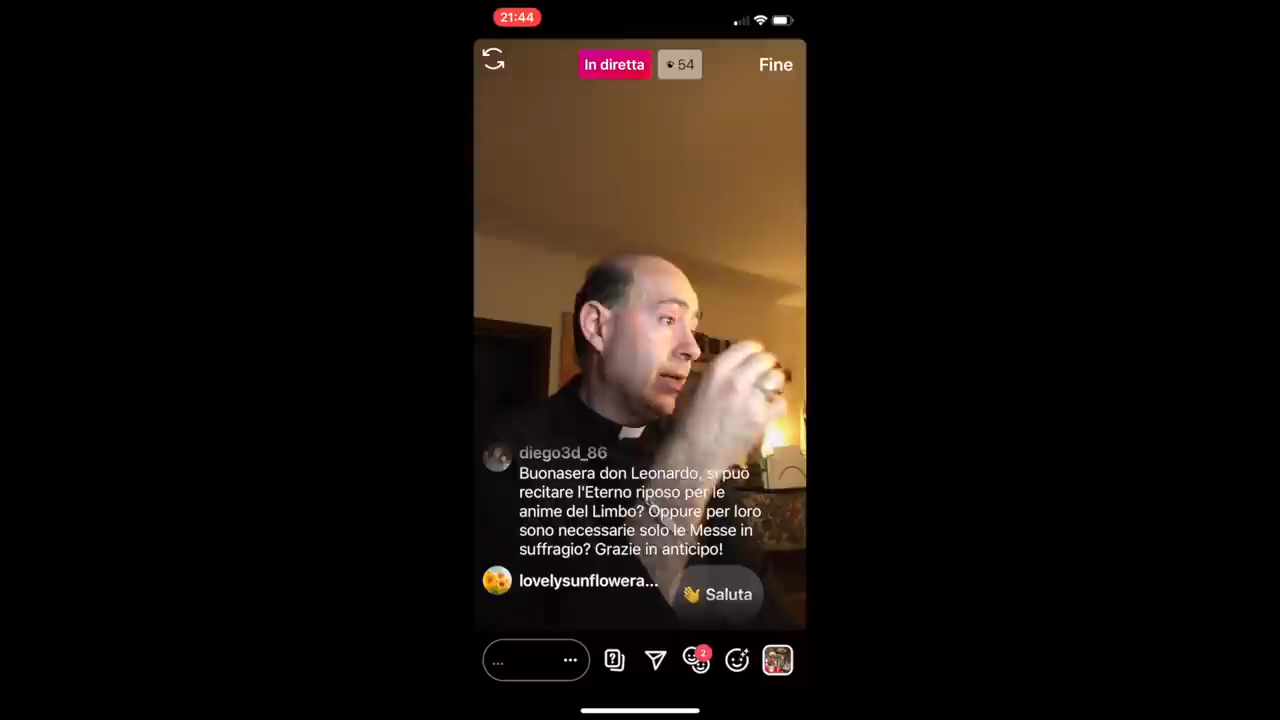 21:44
In diretta
54
Fine
diego3d_86
Buonasera don Leonardo, si può
recitare l'Eterno riposo per le
anime del Limbo? Oppure per loro
sono necessarie solo le Messe in
suffragio? Grazie in anticipo!
lovelysunflowera...
👋 Saluta
...
2